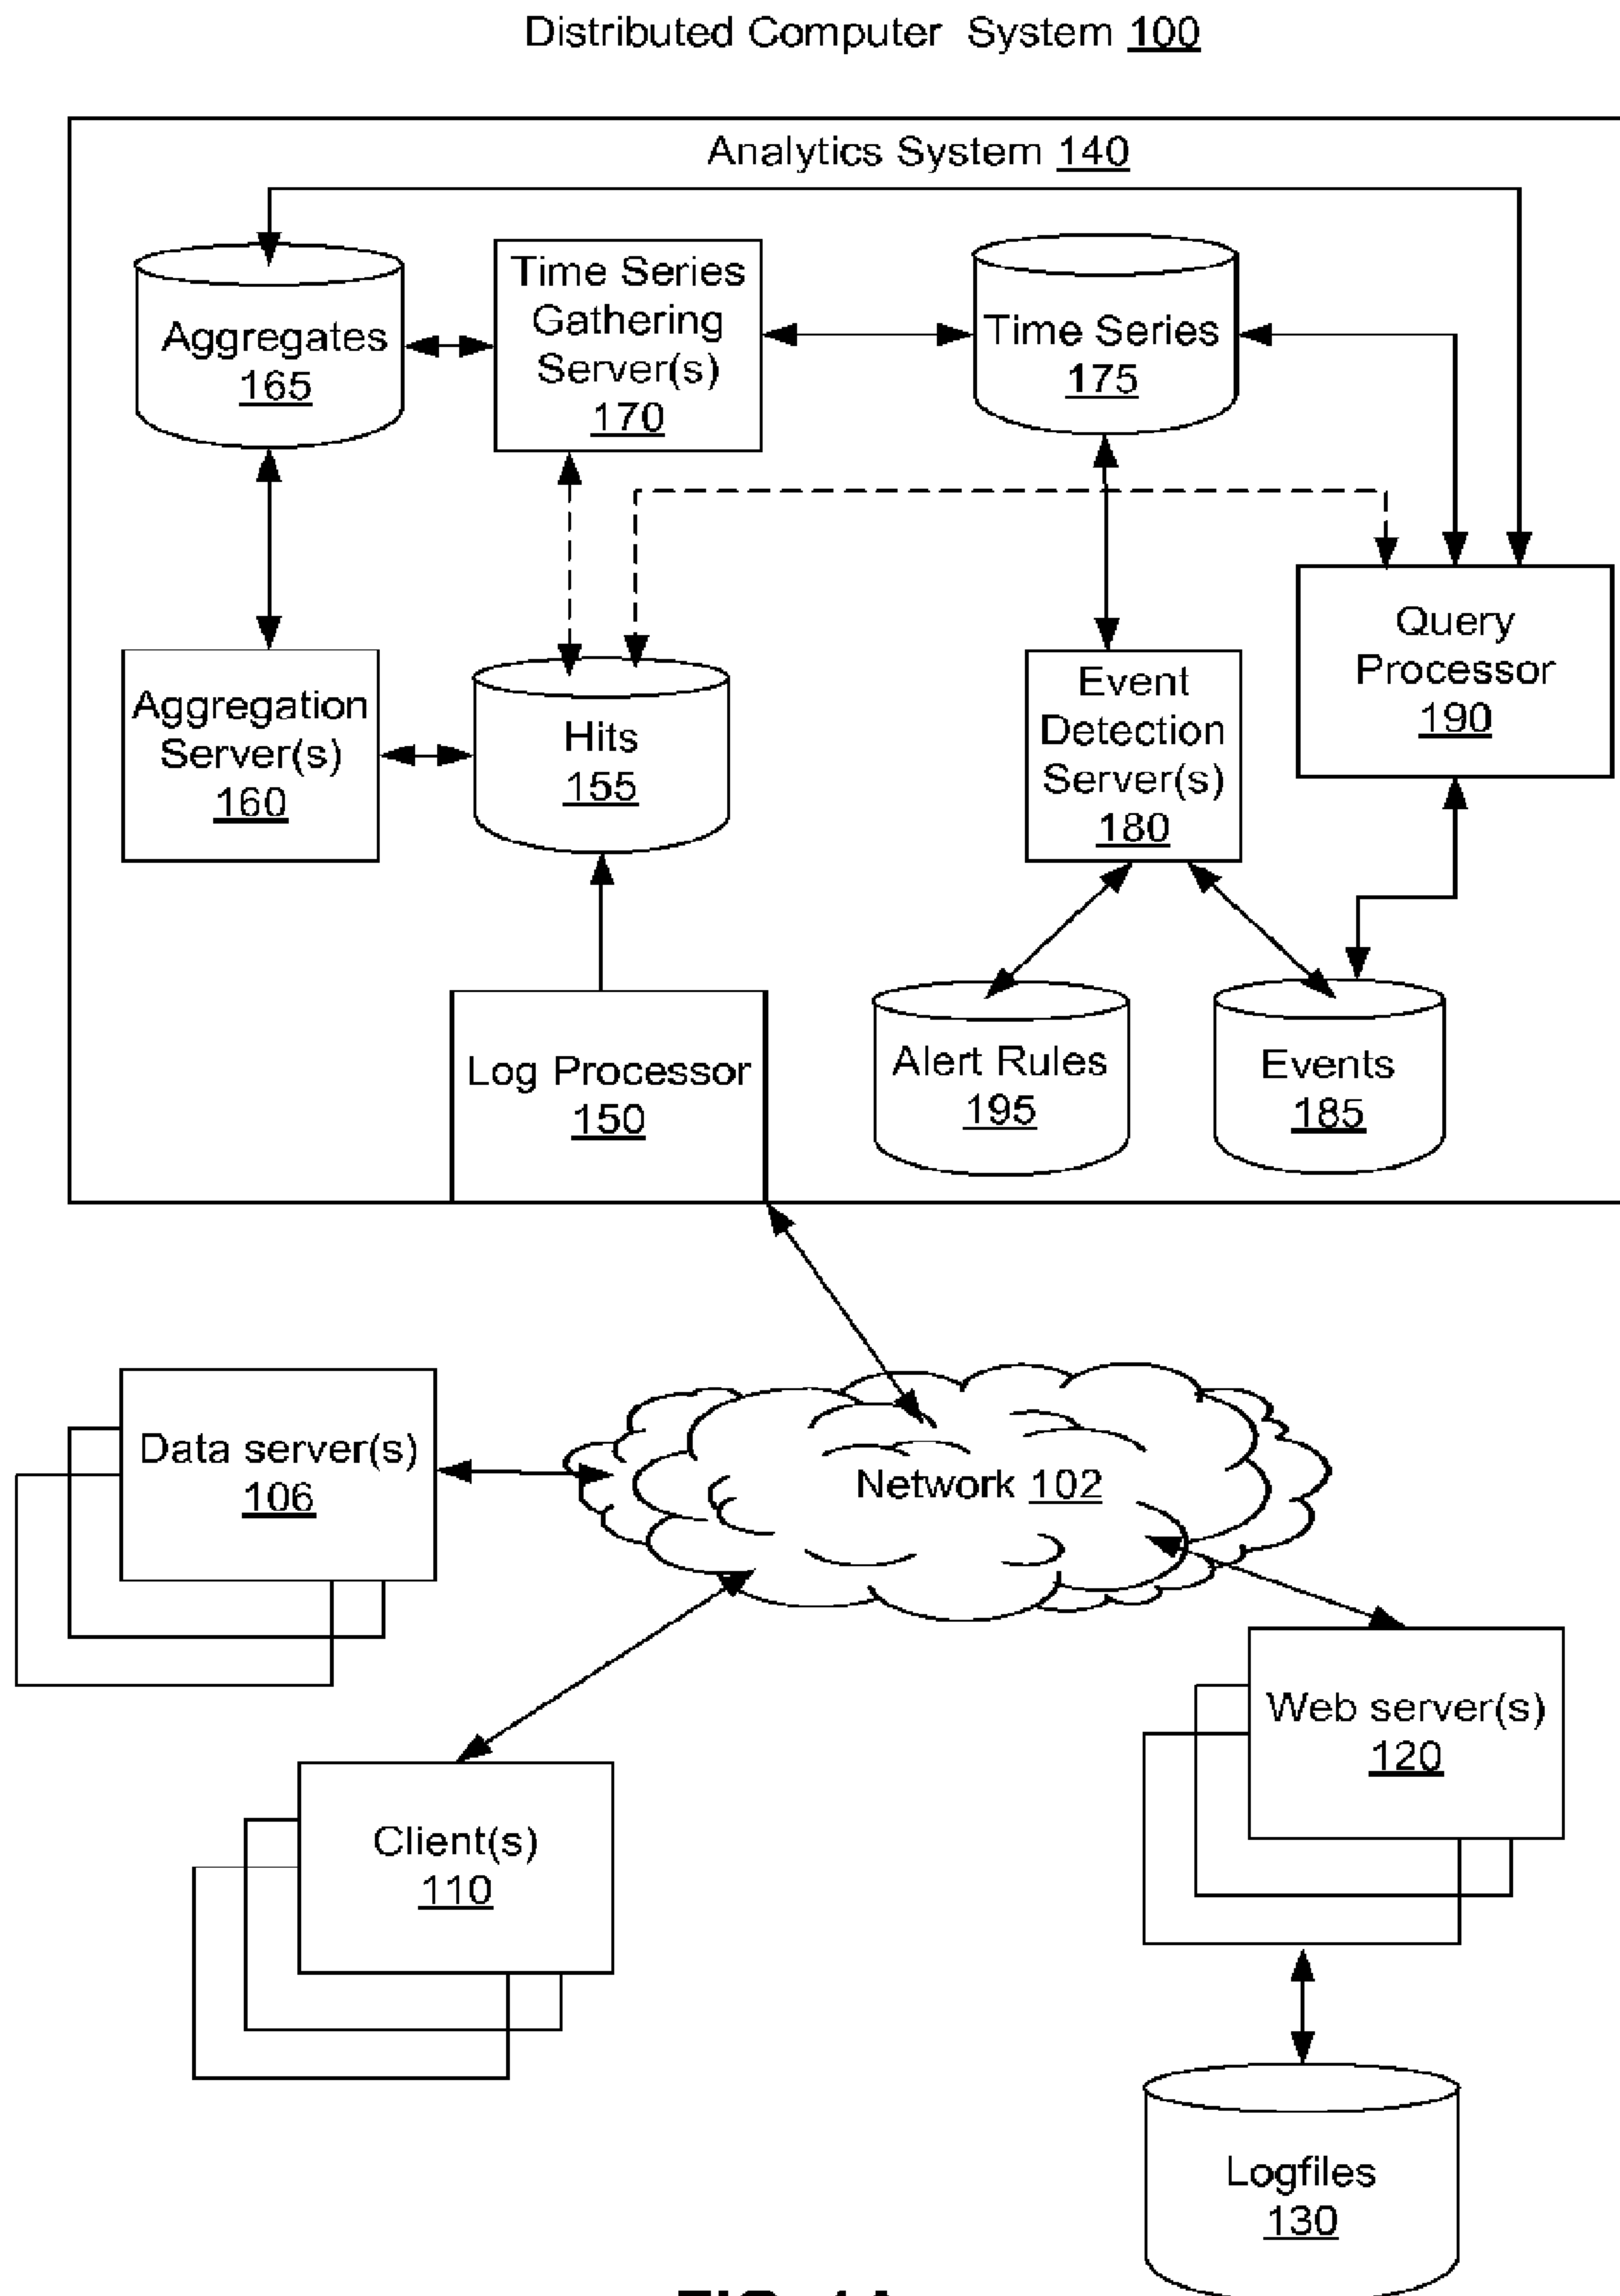 Distributed Computer System 100
Analytics System 140
Aggregates
165
Time Series
Gathering
Server(s)
170
Time Series
175
Query
Processor
190
Aggregation
Server(s)
160
Hits
155
Event
Detection
Server(s)
180
Log Processor
150
Alert Rules
195
Events
185
Data server(s)
106
Network 102
Web server(s)
120
Client(s)
110
Logfiles
130